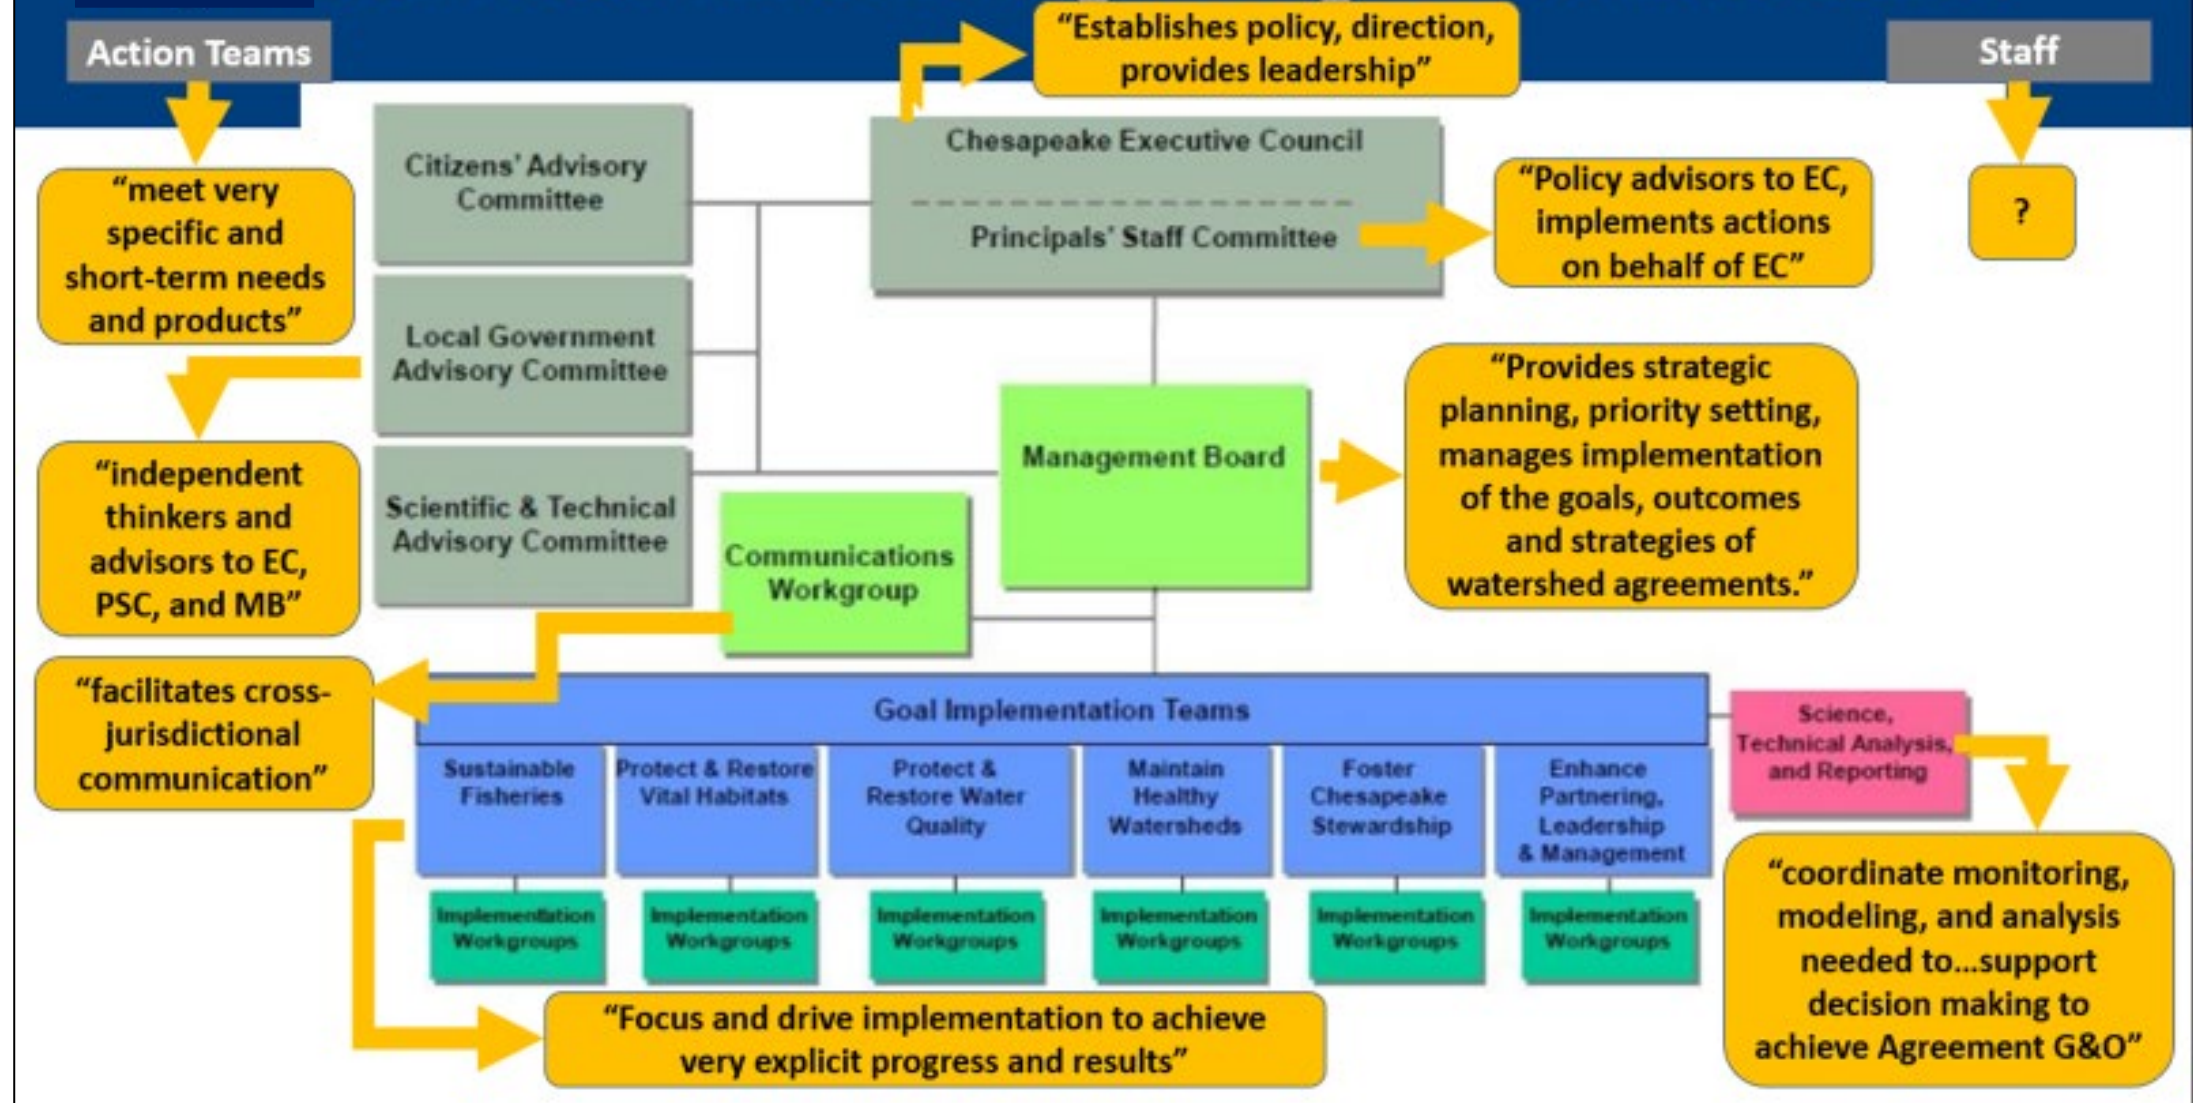 Action Teams
“Establishes policy, direction,
provides leadership”
Staff
“meet very
specific and
short-term needs
and products”
Citizens’ Advisory
Committee
Chesapeake Executive Council
Principals’ Staff Committee
“Policy advisors to EC,
implements actions
on behalf of EC”
?
Local Government
Advisory Committee
“independent
thinkers and
advisors to EC,
PSC, and MB”
Scientific & Technical
Advisory Committee
Management Board
“Provides strategic
planning, priority setting,
manages implementation
of the goals, outcomes
and strategies of
watershed agreements.”
Communications
Workgroup
“facilitates cross-
jurisdictional
communication”
Goal Implementation Teams
Science,
Technical Analysis,
and Reporting
Sustainable
Fisheries
Protect & Restore
Vital Habitats
Protect &
Restore Water
Quality
Maintain
Healthy
Watersheds
Foster
Chesapeake
Stewardship
Enhance
Partnering,
Leadership
& Management
Implementation
Workgroups
Implementation
Workgroups
Implementation
Workgroups
Implementation
Workgroups
Implementation
Workgroups
Implementation
Workgroups
“coordinate monitoring,
modeling, and analysis
needed to…support
decision making to
achieve Agreement G&O”
“Focus and drive implementation to achieve
very explicit progress and results”